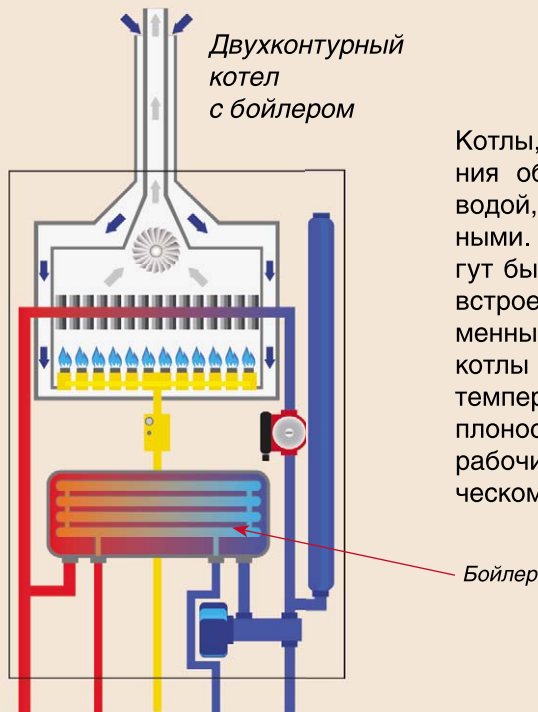 Двухконтурный
котел
с бойлером
Котлы,
ния об
водой,
ными.
гут бы
встрое
менны
котлы
темпер
плонос
рабочи
ческом
Бойлер